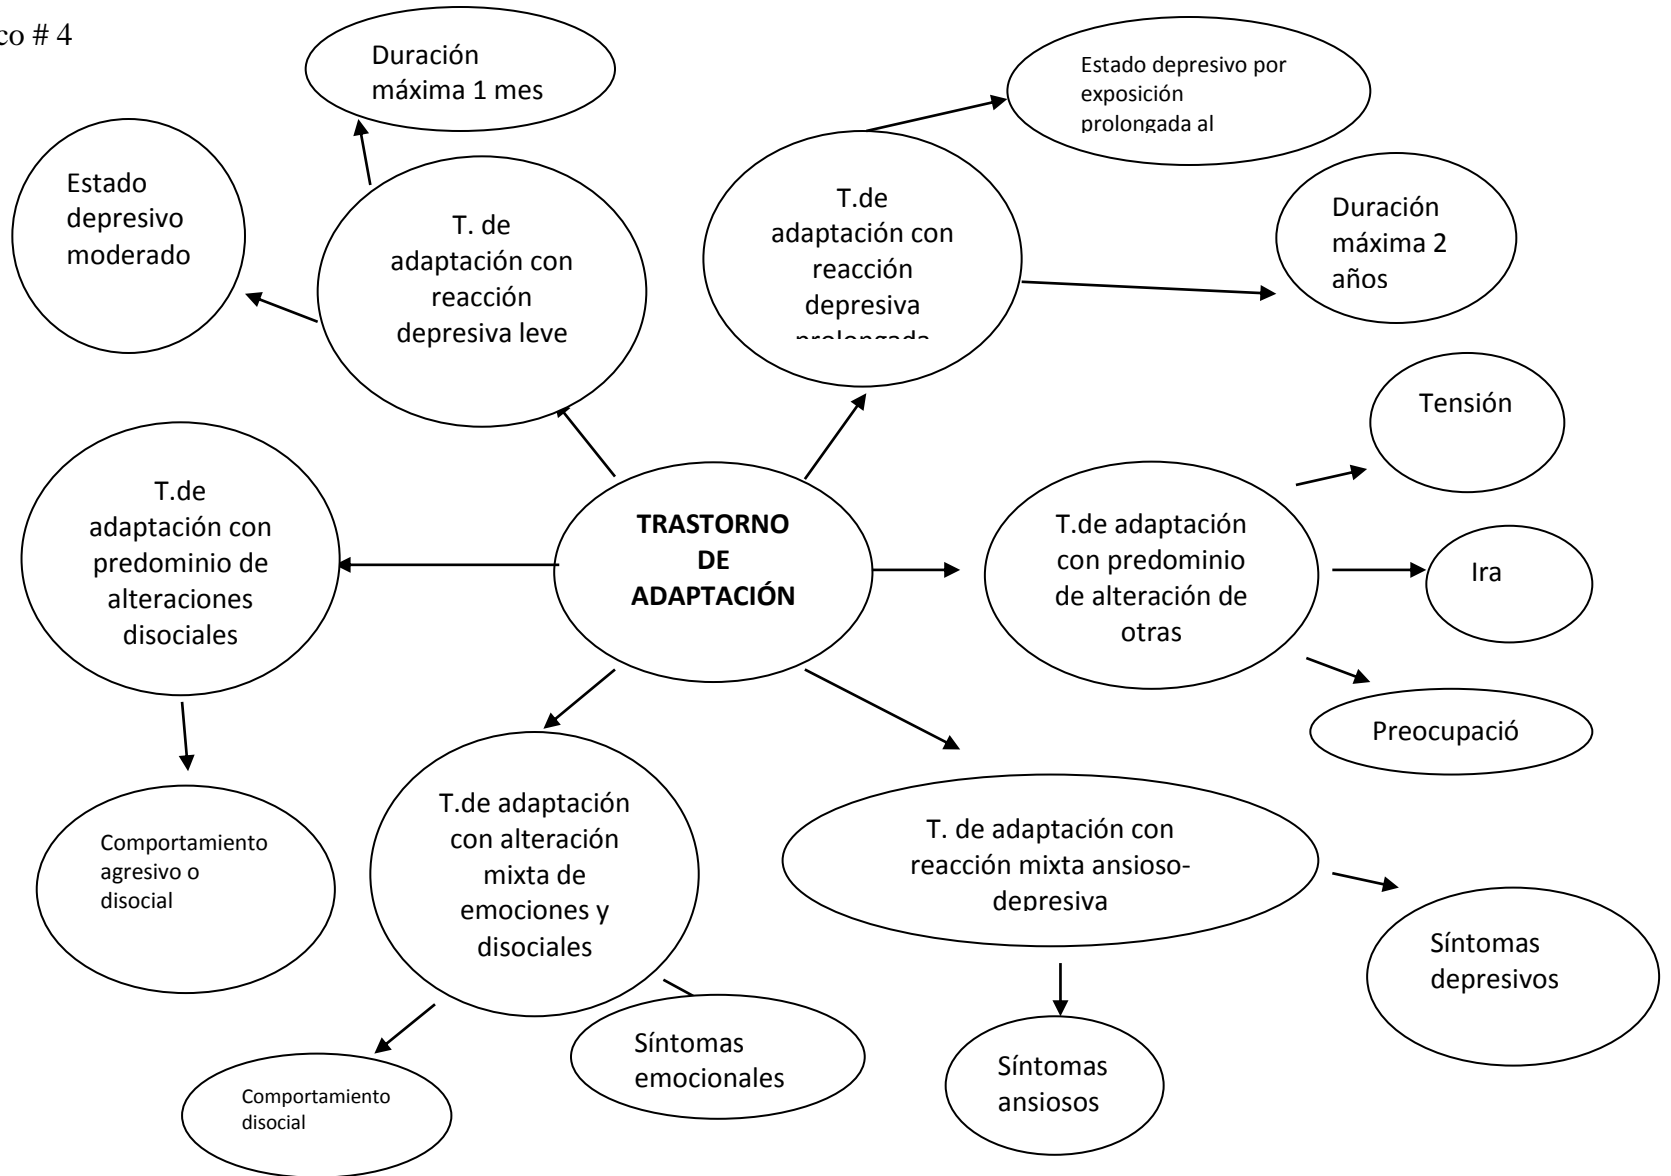 co # 4
Duración
máxima 1 mes
Estado depresivo por
exposición
prolongada al
Estado
depresivo
moderado
T. de
adaptación con
reacción
depresiva leve
T.de
adaptación con
reacción
depresiva
prolongada
Duración
máxima 2
años
Tensión
T.de
adaptación con
predominio de
alteraciones
disociales
TRASTORNO
DE
ADAPTACIÓN
T.de adaptación
con predominio
de alteración de
otras
Ira
Preocupació
Comportamiento
agresivo o
disocial
T.de adaptación
con alteración
mixta de
emociones y
disociales
T. de adaptación con
reacción mixta ansioso-
depresiva
Síntomas
depresivos
Síntomas
emocionales
Síntomas
ansiosos
Comportamiento
disocial